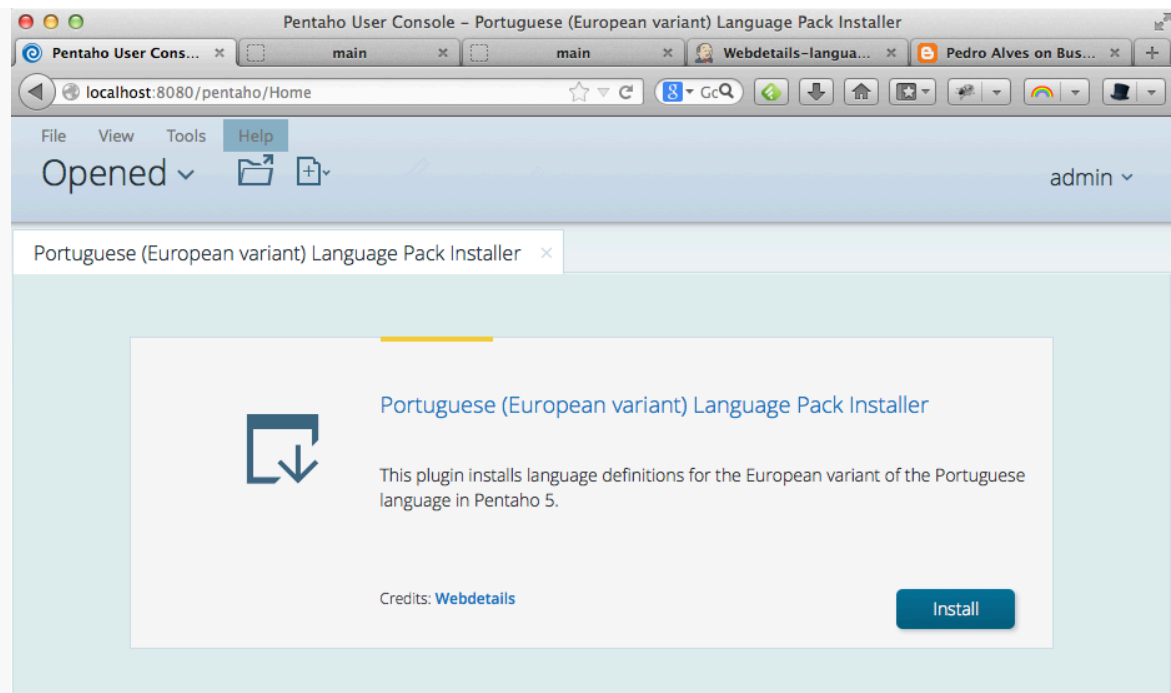 Pentaho User Console – Portuguese (European variant) Language Pack Installer
Pentaho User Cons... main main Webdetails-langua... Pedro Alves on Bus...
localhost:8080/pentaho/Home
File View Tools Help
Opened
admin
Portuguese (European variant) Language Pack Installer
Portuguese (European variant) Language Pack Installer
This plugin installs language definitions for the European variant of the Portuguese
language in Pentaho 5.
Credits: Webdetails
Install